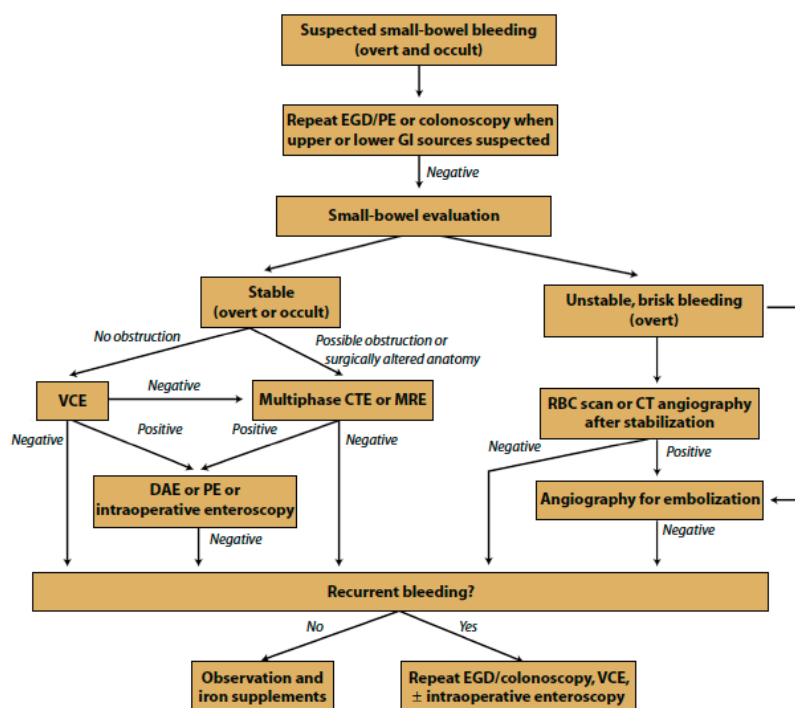 Suspected small-bowel bleeding
(overt and occult)
Repeat EGD/PE or colonoscopy when
upper or lower GI sources suspected
Negative
Small-bowel evaluation
Stable
(overt or occult)
Unstable, brisk bleeding
(overt)
No obstruction
Possible obstruction or
surgically altered anatomy
VCE
Negative
Multiphase CTE or MRE
RBC scan or CT angiography
after stabilization
Negative
Positive
Positive
Negative
Negative
Positive
DAE or PE or
intraoperative enteroscopy
Angiography for embolization
Negative
Negative
Recurrent bleeding?
No
Yes
Observation and
iron supplements
Repeat EGD/colonoscopy, VCE,
± intraoperative enteroscopy